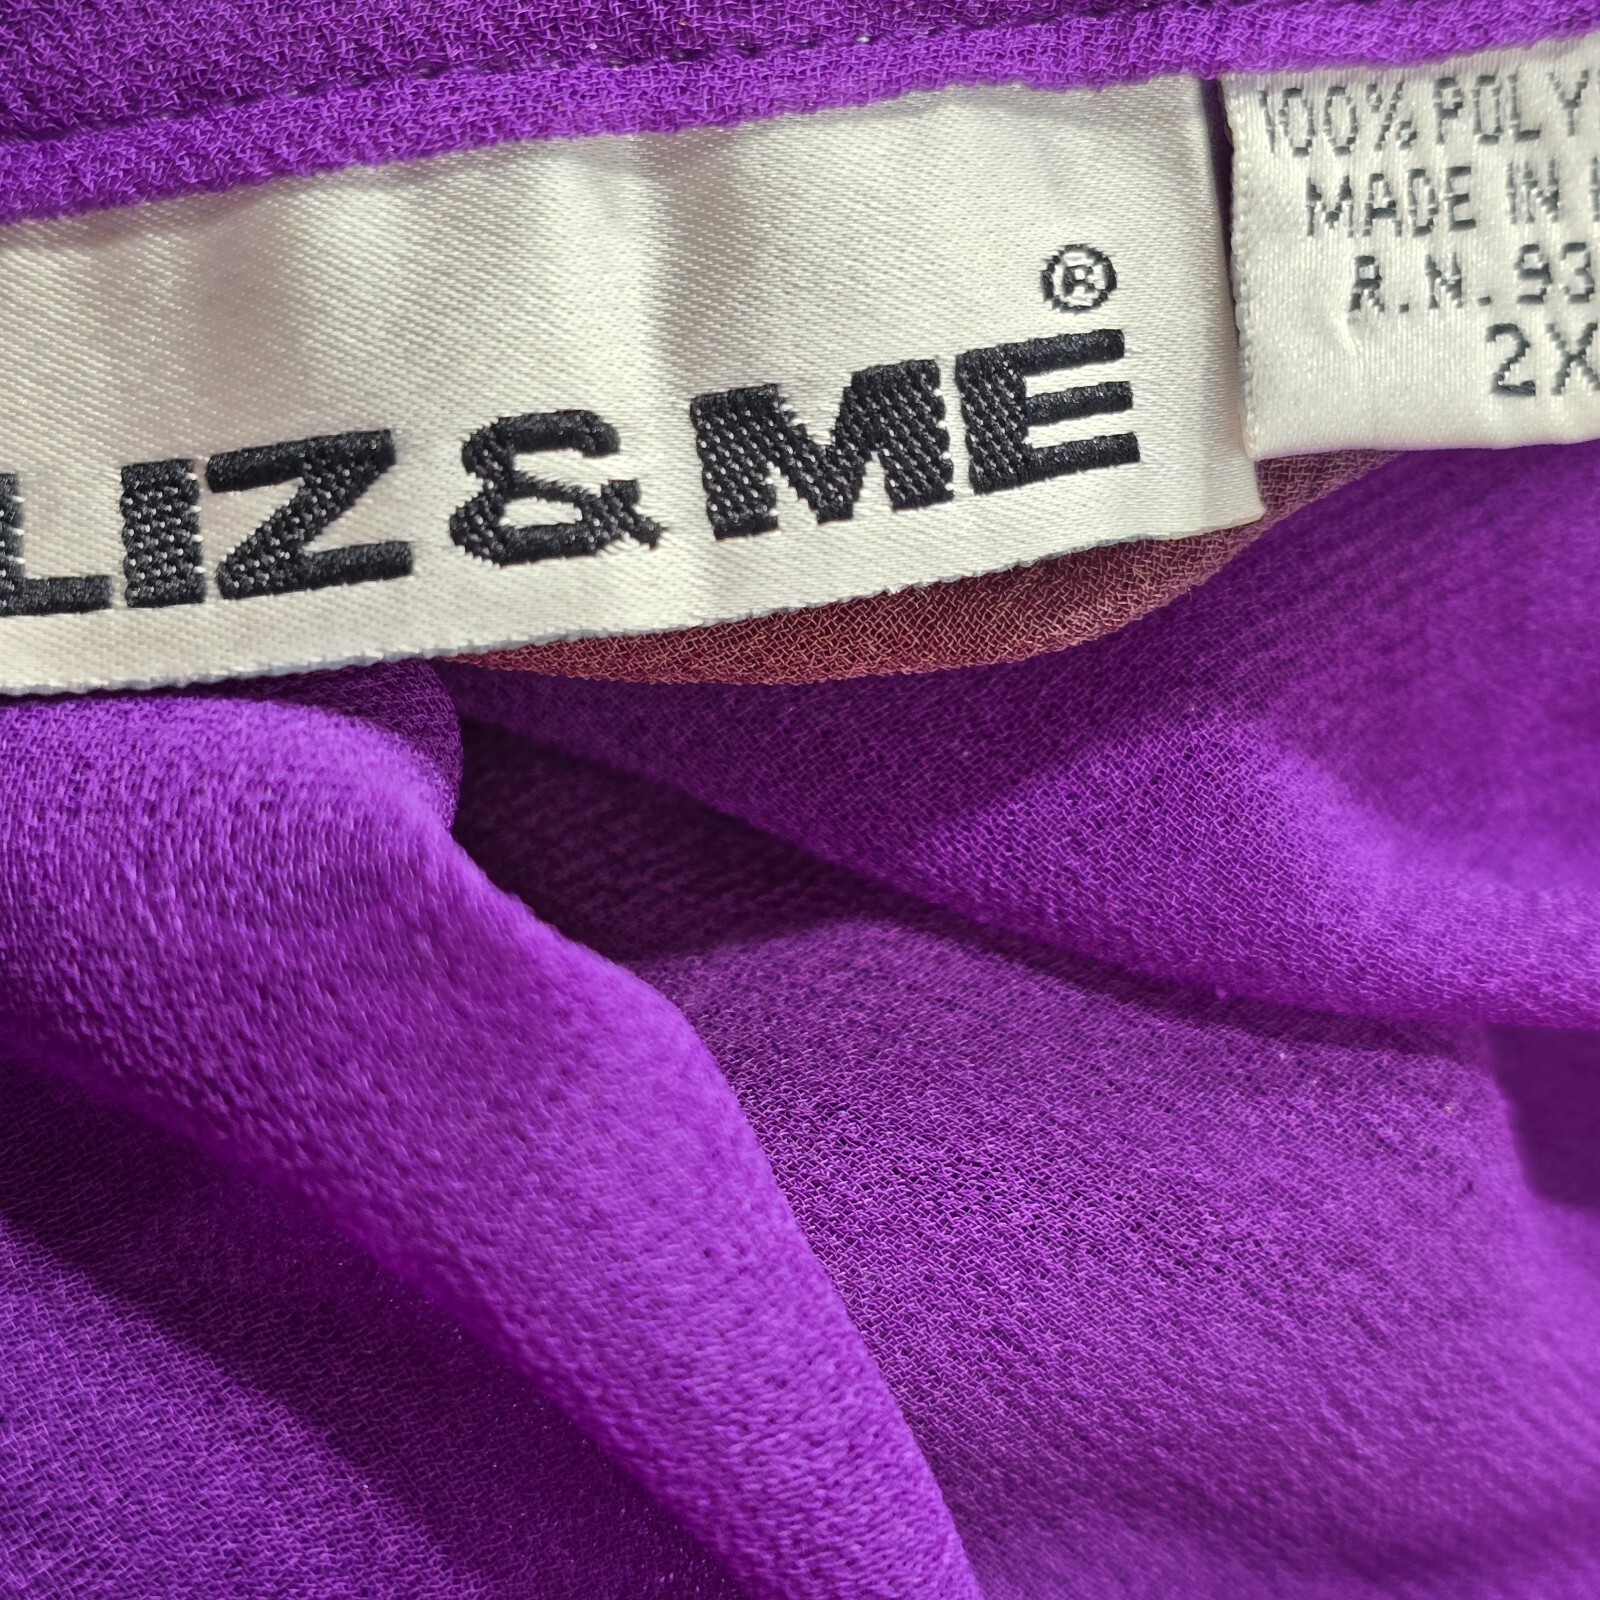 LIZ & ME®
100% POLY
MADE IN
R.N. 93
2X